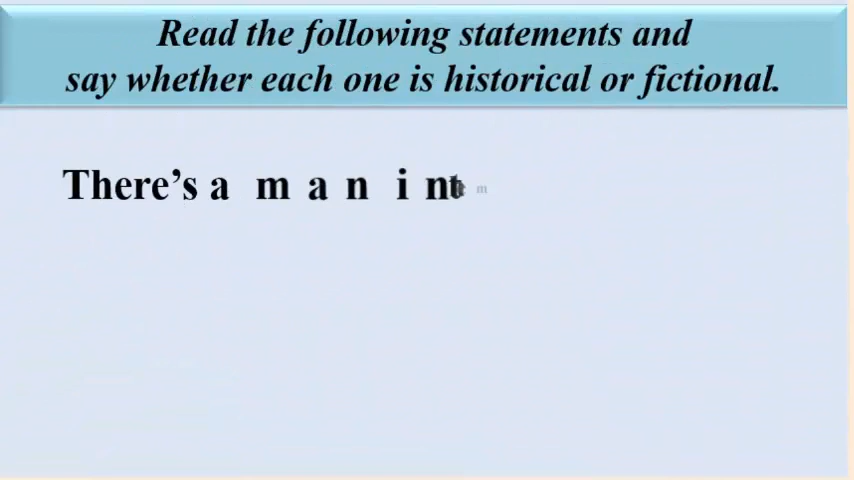 Read the following statements and
say whether each one is historical or fictional.
There's a man in